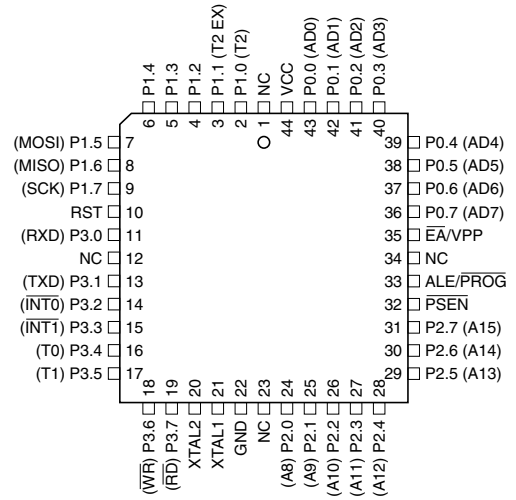 P1.4
P1.3
P1.2
P1.1 (T2 EX)
P1.0 (T2)
NC
VCC
P0.0 (AD0)
P0.1 (AD1)
P0.2 (AD2)
P0.3 (AD3)
6
5
4
3
2
1
44
43
42
41
40
(MOSI) P1.5 7
(MISO) P1.6 8
(SCK) P1.7 9
RST 10
(RXD) P3.0 11
NC 12
(TXD) P3.1 13
(I̅N̅T̅0̅) P3.2 14
(I̅N̅T̅1̅) P3.3 15
(T0) P3.4 16
(T1) P3.5 17
39 P0.4 (AD4)
38 P0.5 (AD5)
37 P0.6 (AD6)
36 P0.7 (AD7)
35 E̅A̅/VPP
34 NC
33 ALE/P̅R̅O̅G̅
32 P̅S̅E̅N̅
31 P2.7 (A15)
30 P2.6 (A14)
29 P2.5 (A13)
18
19
20
21
22
23
24
25
26
27
28
(W̅R̅) P3.6
(R̅D̅) P3.7
XTAL2
XTAL1
GND
NC
(A8) P2.0
(A9) P2.1
(A10) P2.2
(A11) P2.3
(A12) P2.4